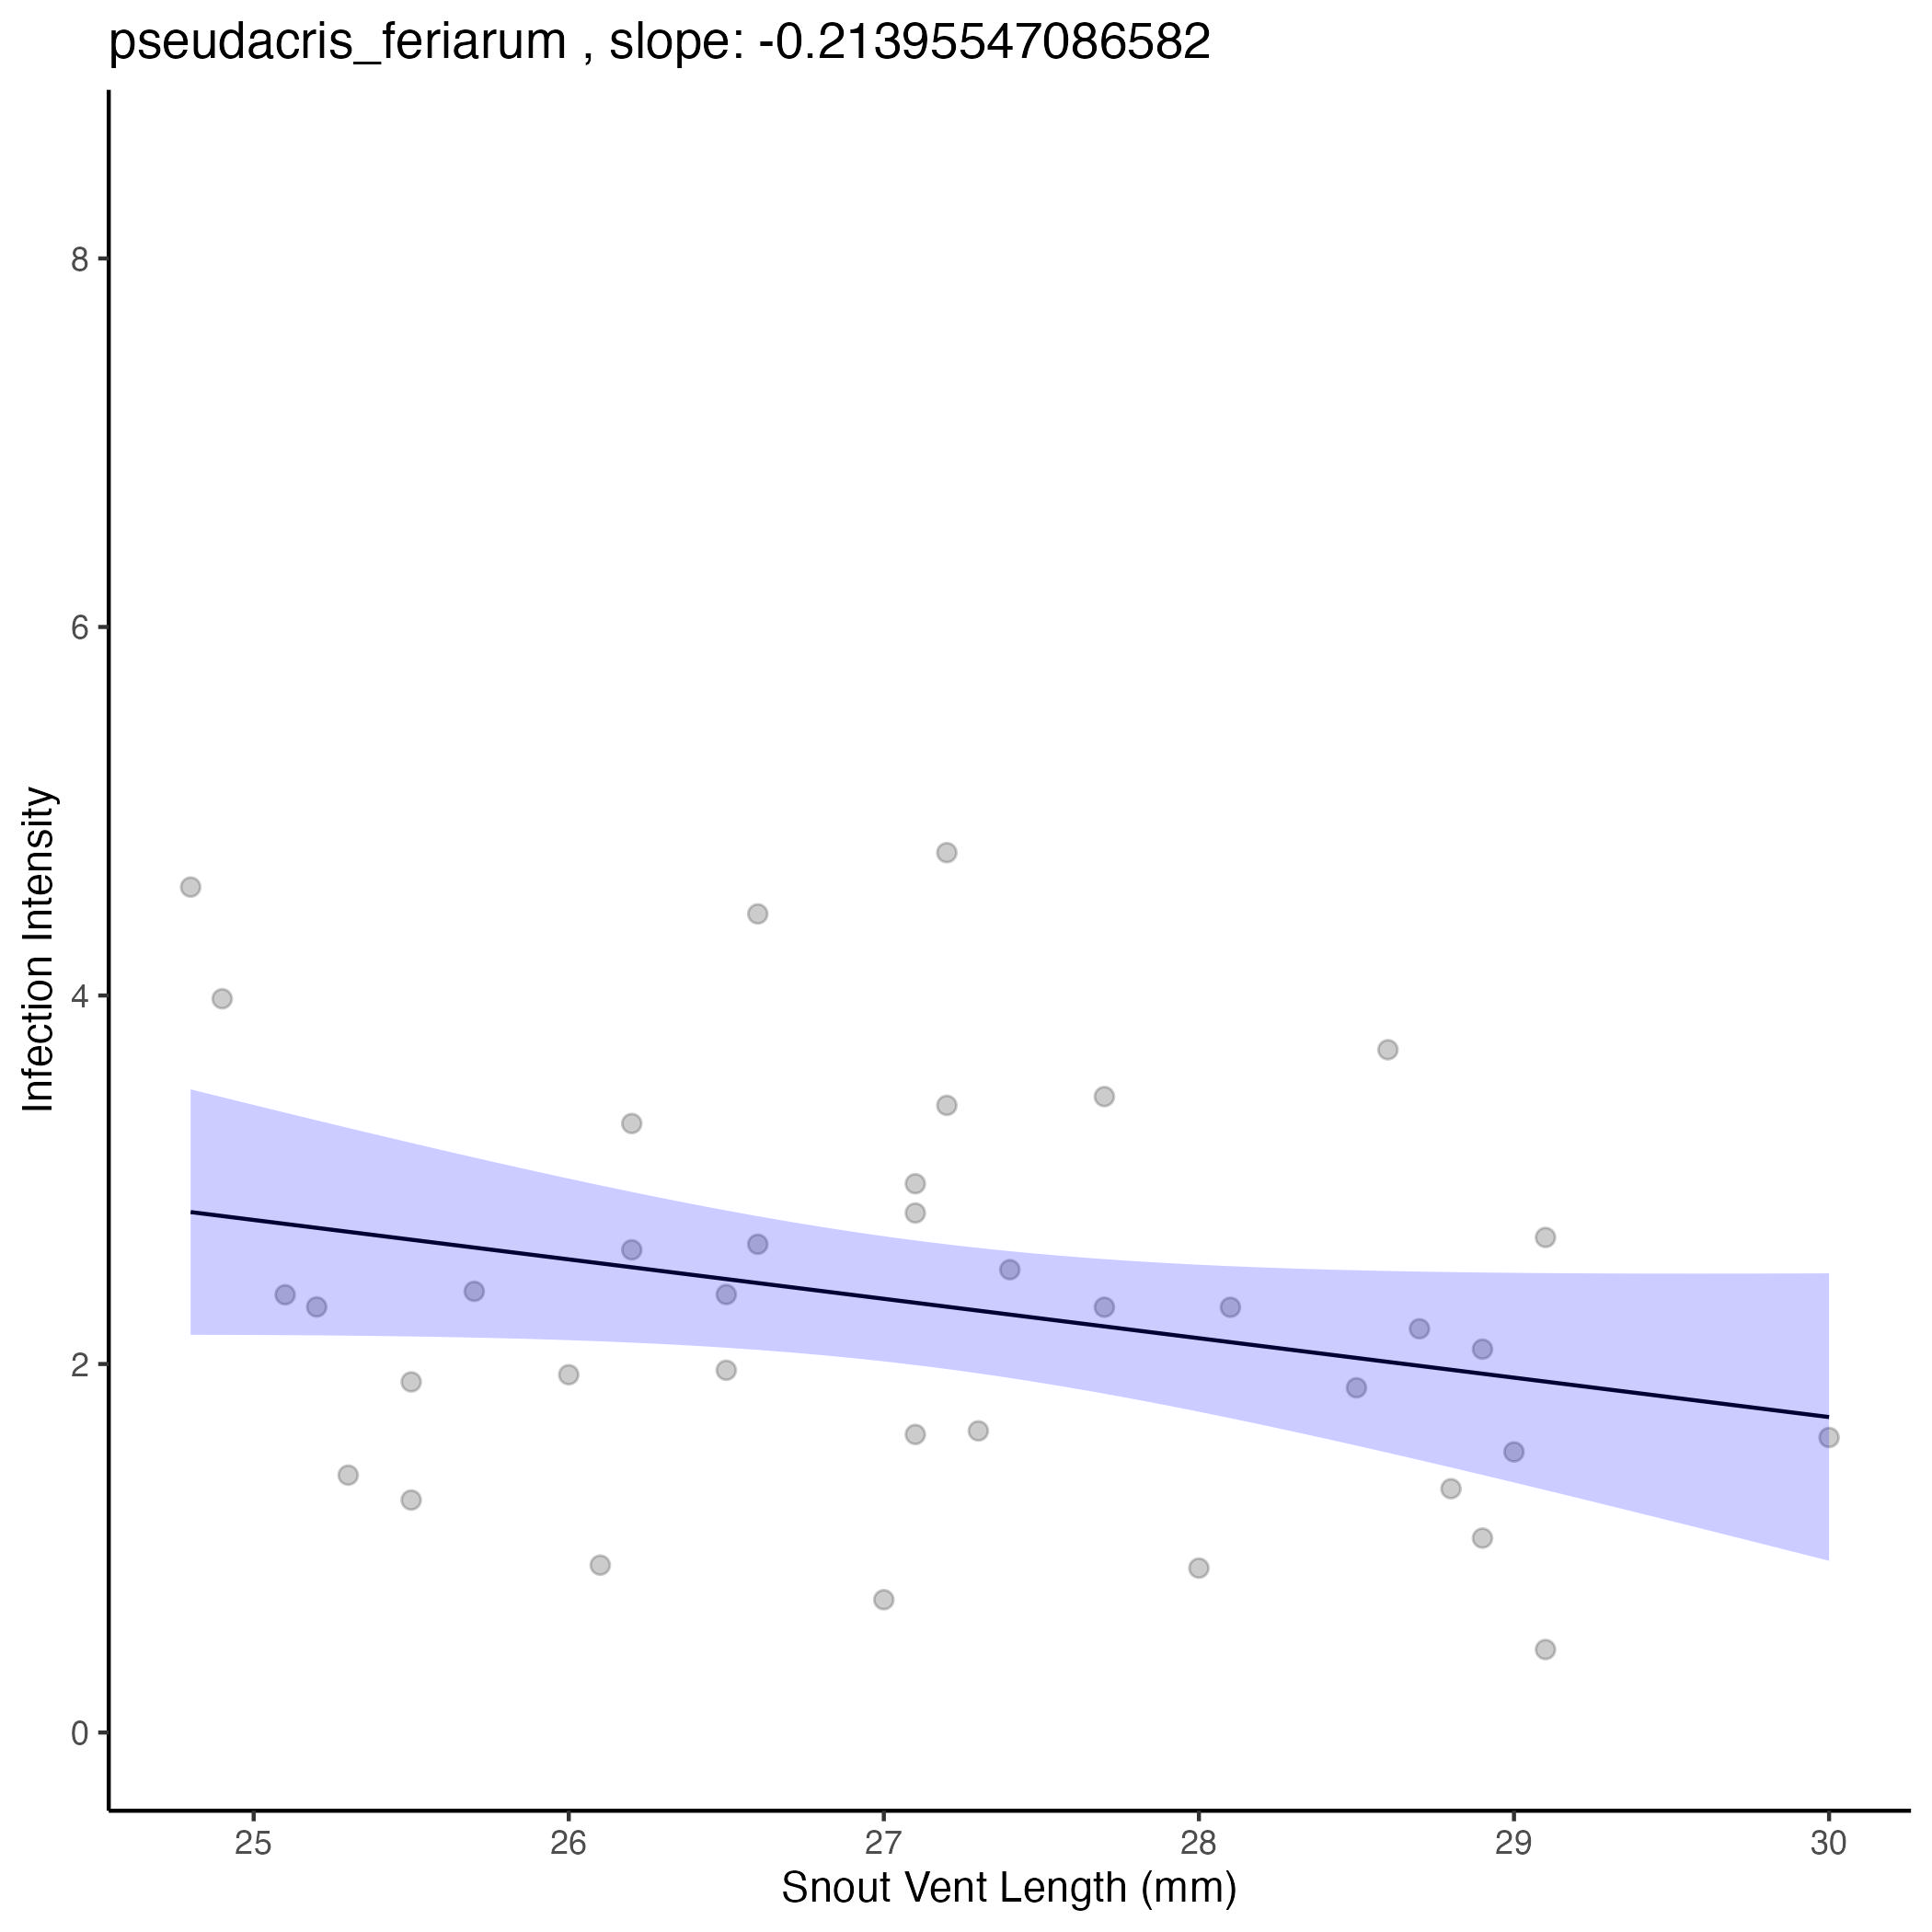 pseudacris_feriarum , slope: -0.21395547086582
8
6
4
2
0
Infection Intensity
25 26 27 28 29 30
Snout Vent Length (mm)